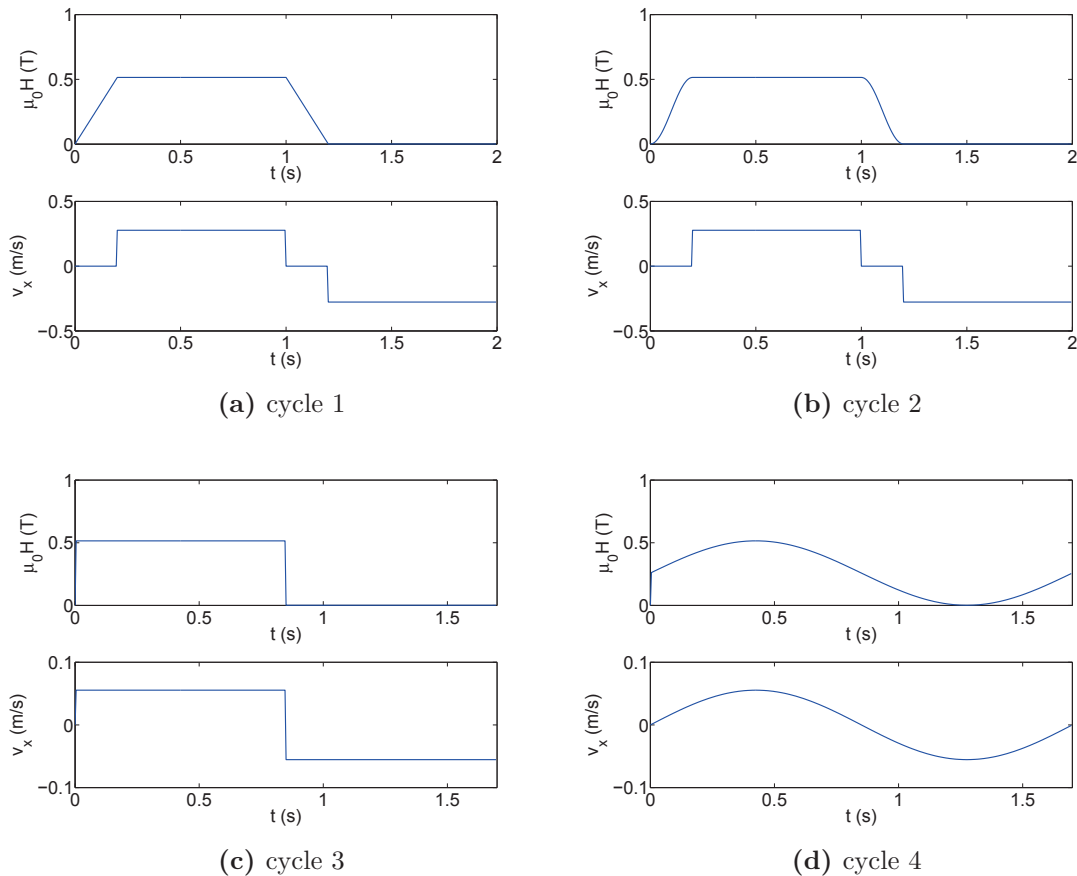 1
0.5
0
μ₀H (T)
0 0.5 1 1.5 2
t (s)
0.5
0
−0.5
v_x (m/s)
0 0.5 1 1.5 2
t (s)
(a) cycle 1
1
0.5
0
μ₀H (T)
0 0.5 1 1.5 2
t (s)
0.5
0
−0.5
v_x (m/s)
0 0.5 1 1.5 2
t (s)
(b) cycle 2
1
0.5
0
μ₀H (T)
0 0.5 1 1.5
t (s)
0.1
0
−0.1
v_x (m/s)
0 0.5 1 1.5
t (s)
(c) cycle 3
1
0.5
0
μ₀H (T)
0 0.5 1 1.5
t (s)
0.1
0
−0.1
v_x (m/s)
0 0.5 1 1.5
t (s)
(d) cycle 4